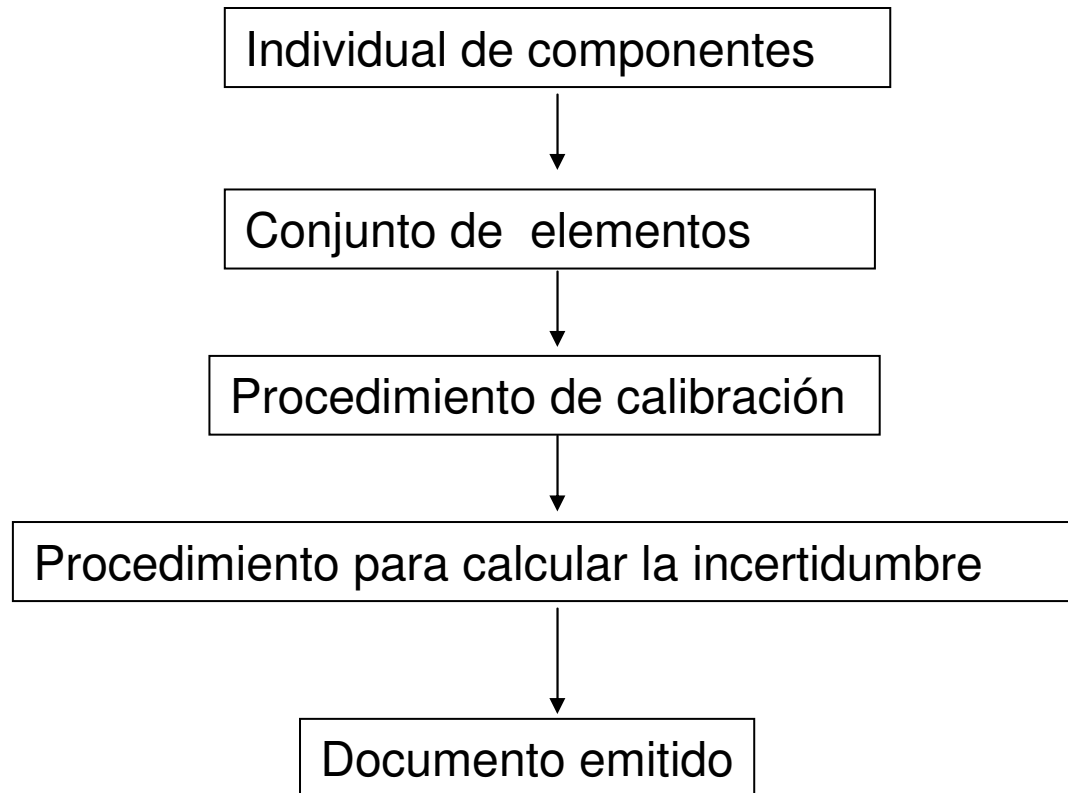 Individual de componentes
Conjunto de elementos
Procedimiento de calibración
Procedimiento para calcular la incertidumbre
Documento emitido